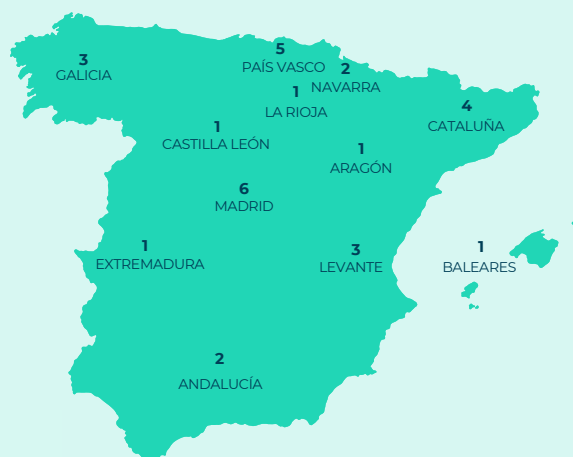 3
GALICIA
5
PAÍS VASCO
2
NAVARRA
1
LA RIOJA
4
CATALUÑA
1
CASTILLA LEÓN
1
ARAGÓN
6
MADRID
1
EXTREMADURA
3
LEVANTE
1
BALEARES
2
ANDALUCÍA